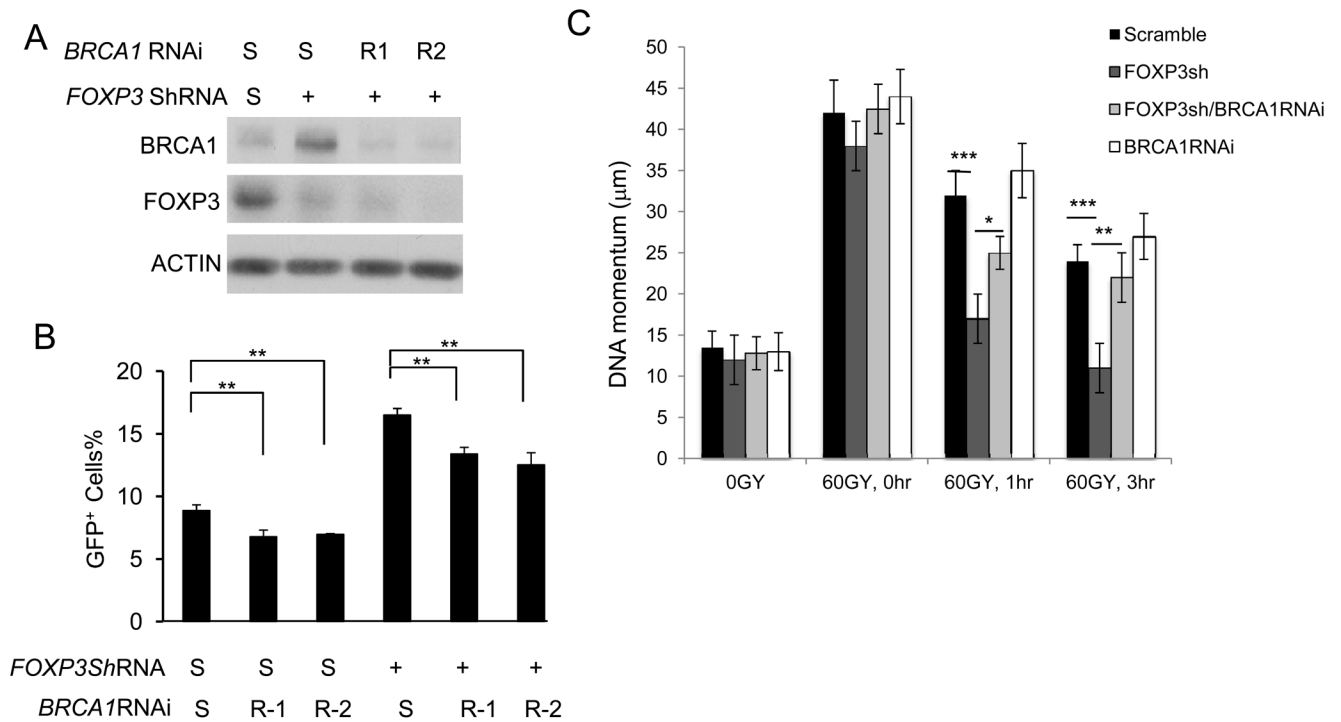 A
BRCA1 RNAi S S R1 R2
FOXP3 ShRNA S + + +
BRCA1
FOXP3
ACTIN
B
GFP+ Cells%
20
15
10
5
0
** ** ** **
FOXP3ShRNA S S S + + +
BRCA1RNAi S R-1 R-2 S R-1 R-2
C
DNA momentum (μm)
50
45
40
35
30
25
20
15
10
5
0
*** * *** **
0GY 60GY, 0hr 60GY, 1hr 60GY, 3hr
Scramble
FOXP3sh
FOXP3sh/BRCA1RNAi
BRCA1RNAi